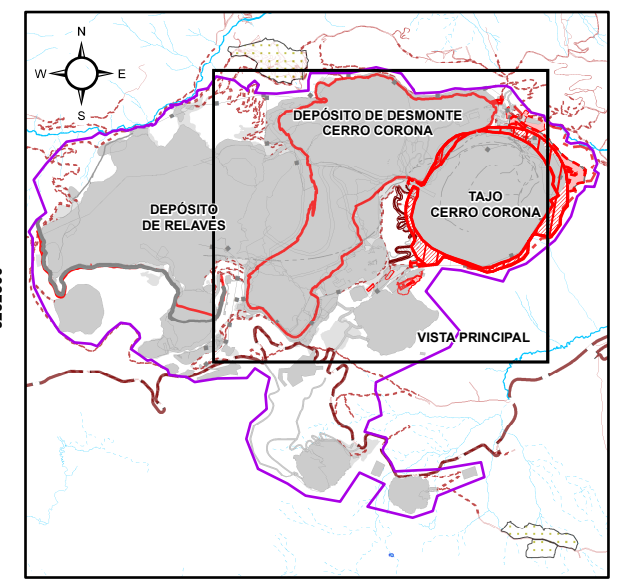 N
W E
S
DEPÓSITO DE DESMONTE
CERRO CORONA
TAJO
CERRO CORONA
DEPÓSITO
DE RELAVES
VISTA PRINCIPAL